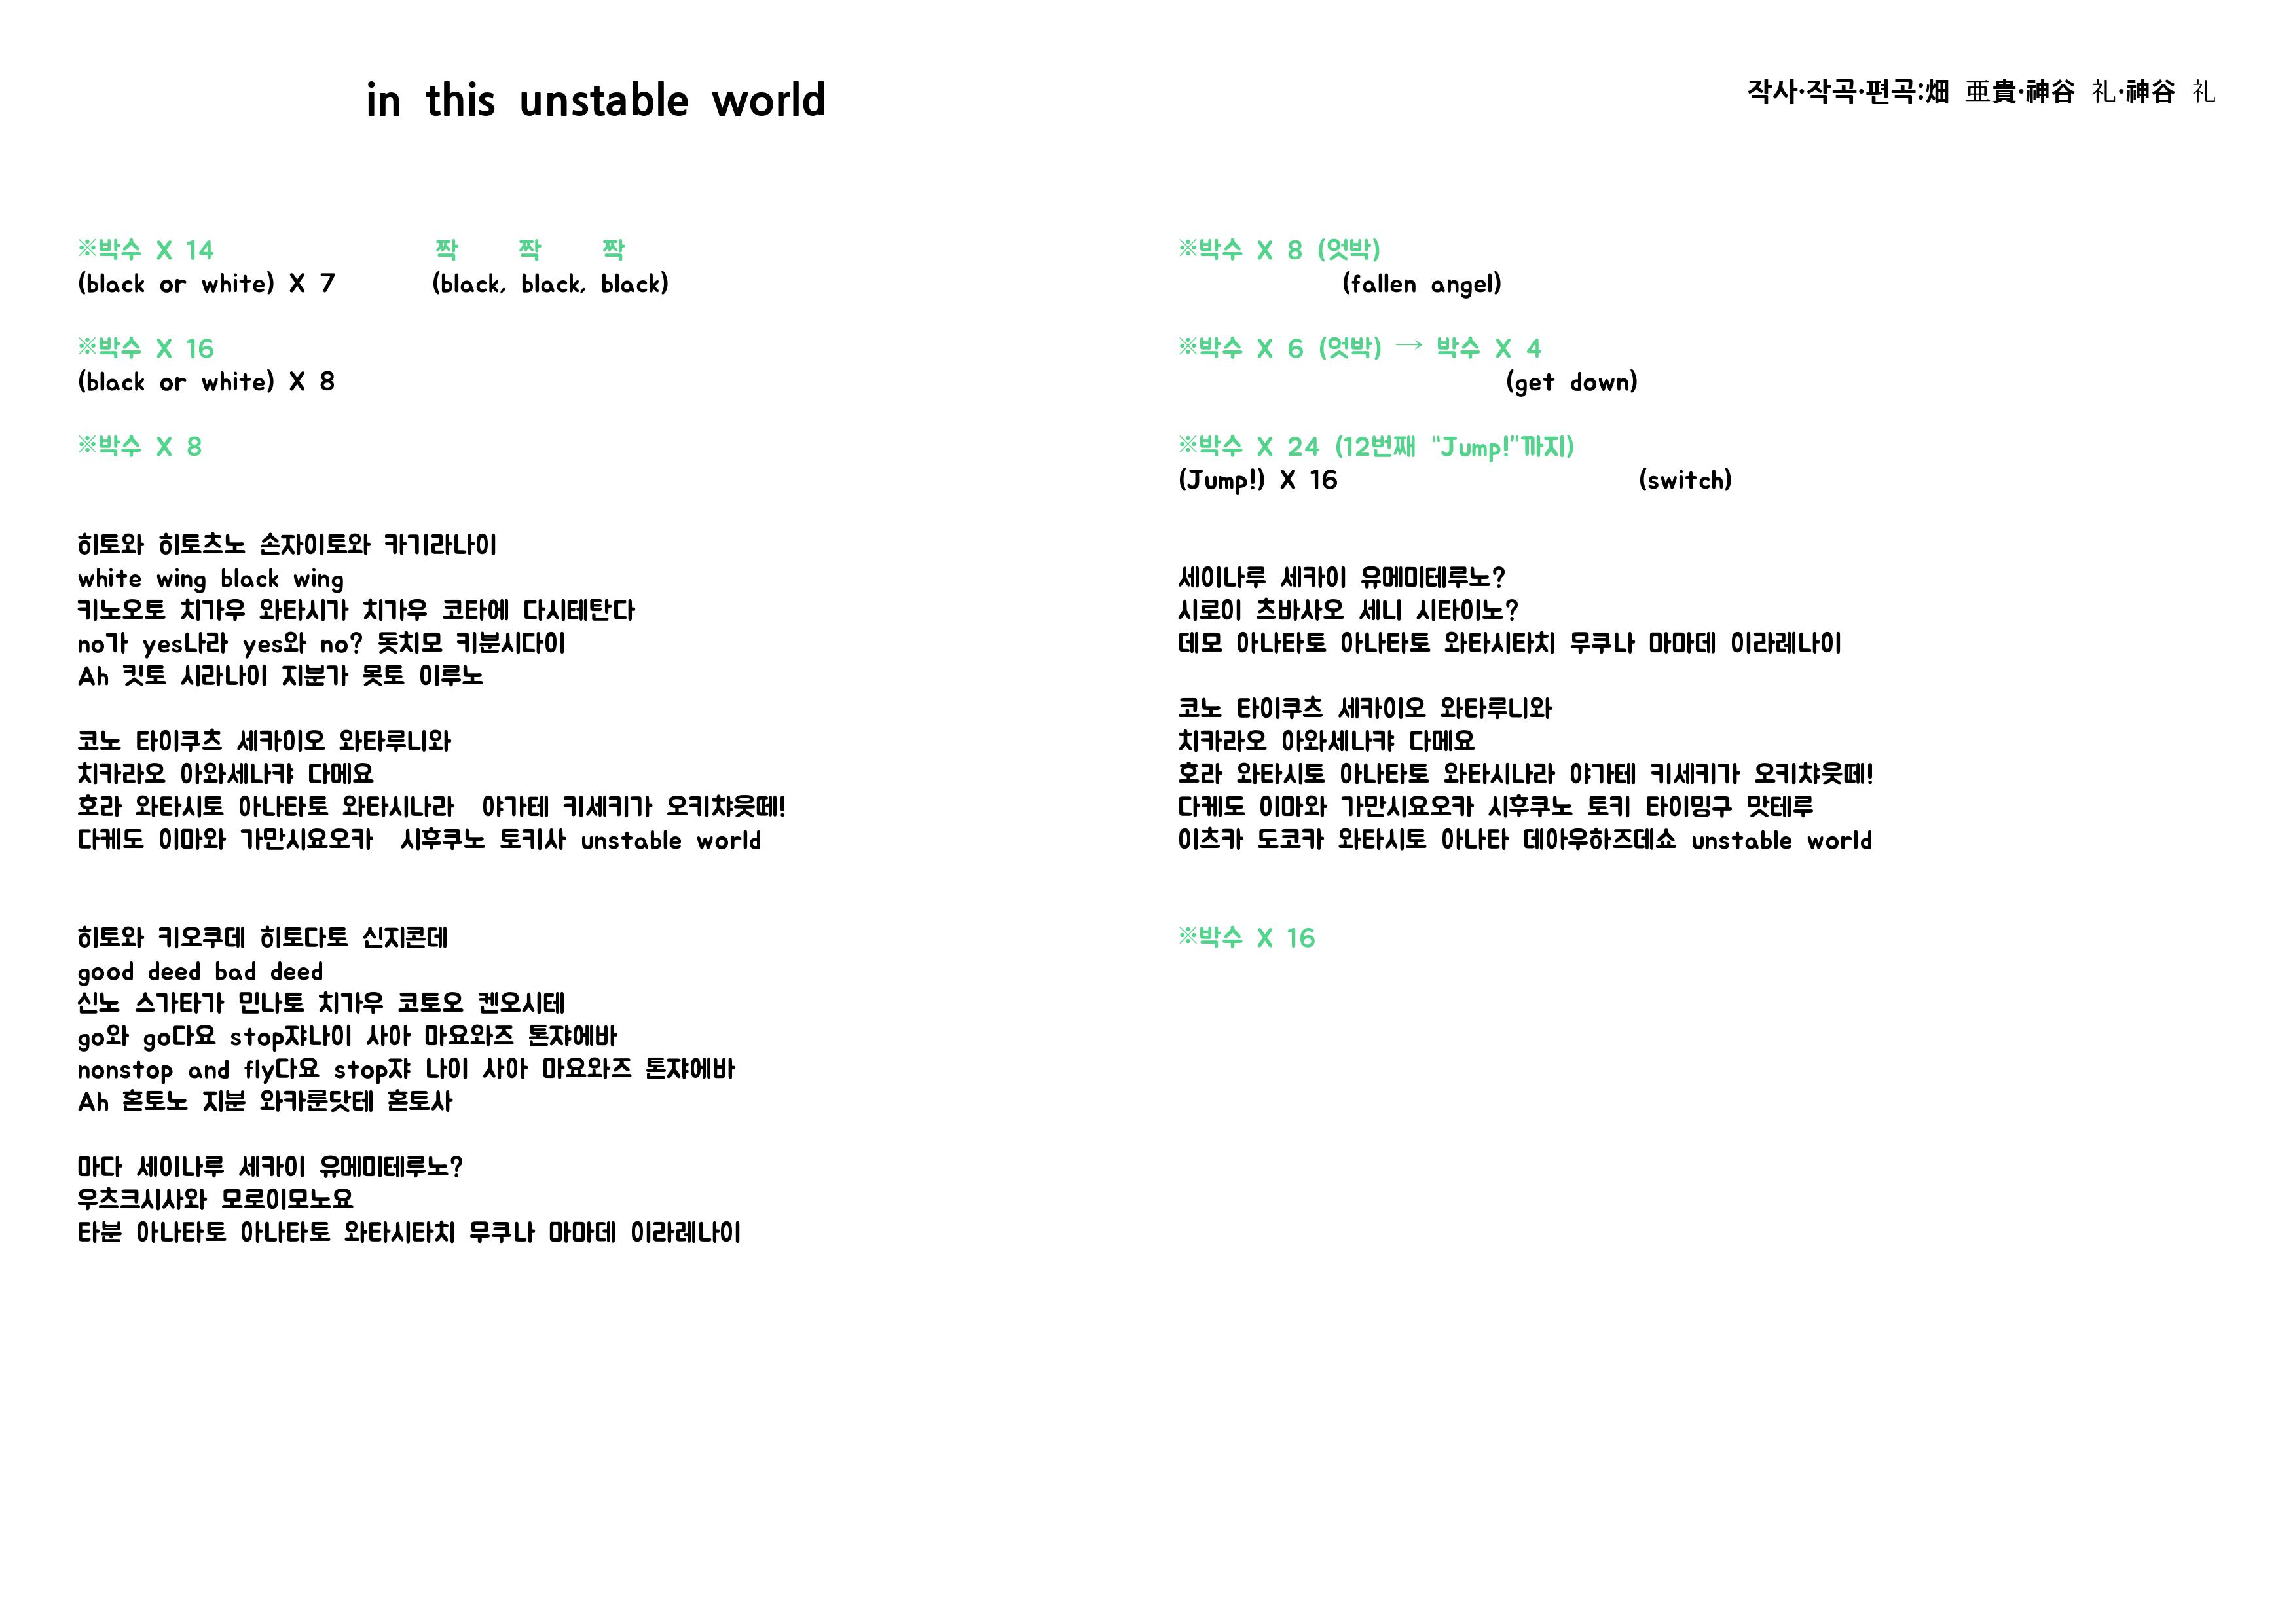 in this unstable world
작사·작곡·편곡:畑 亜貴·神谷 礼·神谷 礼
※박수 X 14 짝 짝 짝
(black or white) X 7 (black, black, black)
※박수 X 16
(black or white) X 8
※박수 X 8
히토와 히토츠노 손자이토와 카기라나이
white wing black wing
키노오토 치가우 와타시가 치가우 코타에 다시테탄다
no가 yes나라 yes와 no? 돗치모 키분시다이
Ah 킷토 시라나이 지분가 못토 이루노
코노 타이쿠츠 세카이오 와타루니와
치카라오 아와세나캬 다메요
호라 와타시토 아나타토 와타시나라 야가테 키세키가 오키챠웃떼!
다케도 이마와 가만시요오카 시후쿠노 토키사 unstable world
히토와 키오쿠데 히토다토 신지콘데
good deed bad deed
신노 스가타가 민나토 치가우 코토오 켄오시테
go와 go다요 stop쟈나이 사아 마요와즈 톤쟈에바
nonstop and fly다요 stop쟈 나이 사아 마요와즈 톤쟈에바
Ah 혼토노 지분 와카룬닷테 혼토사
마다 세이나루 세카이 유메미테루노?
우츠크시사와 모로이모노요
타분 아나타토 아나타토 와타시타치 무쿠나 마마데 이라레나이
※박수 X 8 (엇박)
(fallen angel)
※박수 X 6 (엇박) → 박수 X 4
(get down)
※박수 X 24 (12번째 “Jump!”까지)
(Jump!) X 16 (switch)
세이나루 세카이 유메미테루노?
시로이 츠바사오 세니 시타이노?
데모 아나타토 아나타토 와타시타치 무쿠나 마마데 이라레나이
코노 타이쿠츠 세카이오 와타루니와
치카라오 아와세나캬 다메요
호라 와타시토 아나타토 와타시나라 야가테 키세키가 오키챠웃떼!
다케도 이마와 가만시요오카 시후쿠노 토키 타이밍구 맛테루
이츠카 도코카 와타시토 아나타 데아우하즈데쇼 unstable world
※박수 X 16